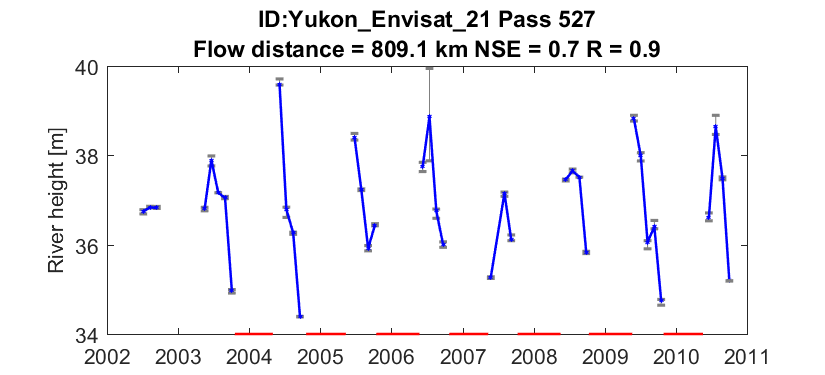 ID:Yukon_Envisat_21 Pass 527
Flow distance = 809.1 km NSE = 0.7 R = 0.9
River height [m]
40
38
36
34
2002 2003 2004 2005 2006 2007 2008 2009 2010 2011